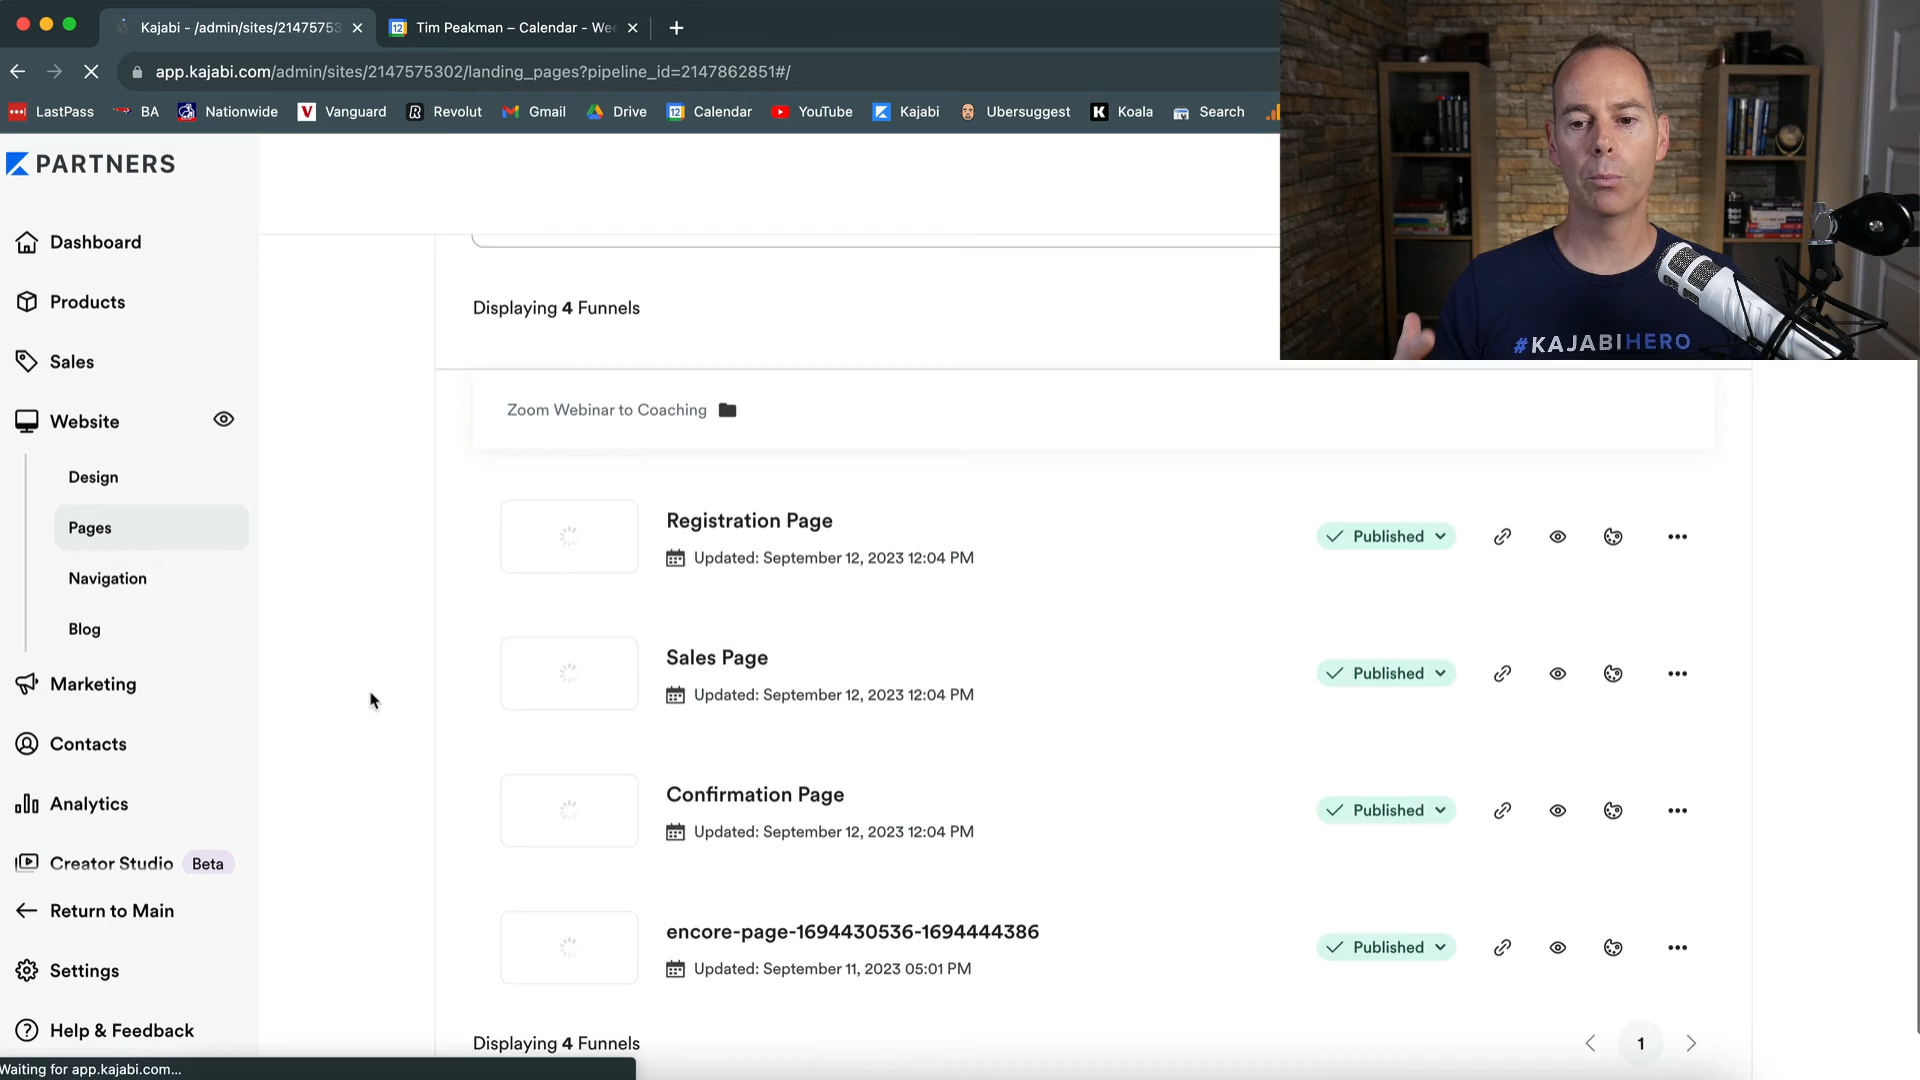 Kajabi - /admin/sites/21475753
Tim Peakman – Calendar - Wee
app.kajabi.com/admin/sites/2147575302/landing_pages?pipeline_id=2147862851#/
LastPass
BA
Nationwide
Vanguard
Revolut
Gmail
Drive
Calendar
YouTube
Kajabi
Ubersuggest
Koala
Search
PARTNERS
Dashboard
Products
Sales
Website
Design
Pages
Navigation
Blog
Marketing
Contacts
Analytics
Creator Studio Beta
Return to Main
Settings
Help & Feedback
Waiting for app.kajabi.com...
Displaying 4 Funnels
Zoom Webinar to Coaching
Registration Page
Updated: September 12, 2023 12:04 PM
Published
Sales Page
Updated: September 12, 2023 12:04 PM
Published
Confirmation Page
Updated: September 12, 2023 12:04 PM
Published
encore-page-1694430536-1694444386
Updated: September 11, 2023 05:01 PM
Published
Displaying 4 Funnels
1
#KAJABIHERO